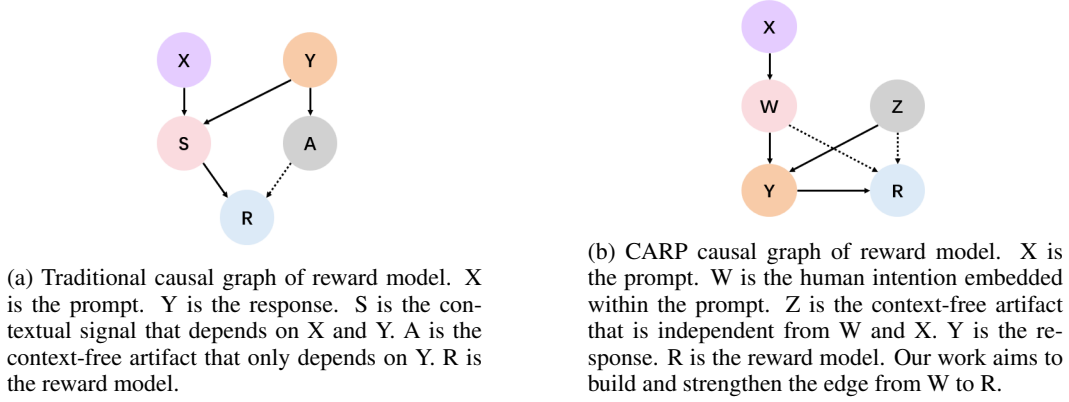 X
Y
S
A
R
(a) Traditional causal graph of reward model. X
is the prompt. Y is the response. S is the con-
textual signal that depends on X and Y. A is the
context-free artifact that only depends on Y. R is
the reward model.
X
W
Z
Y
R
(b) CARP causal graph of reward model. X is
the prompt. W is the human intention embedded
within the prompt. Z is the context-free artifact
that is independent from W and X. Y is the re-
sponse. R is the reward model. Our work aims to
build and strengthen the edge from W to R.